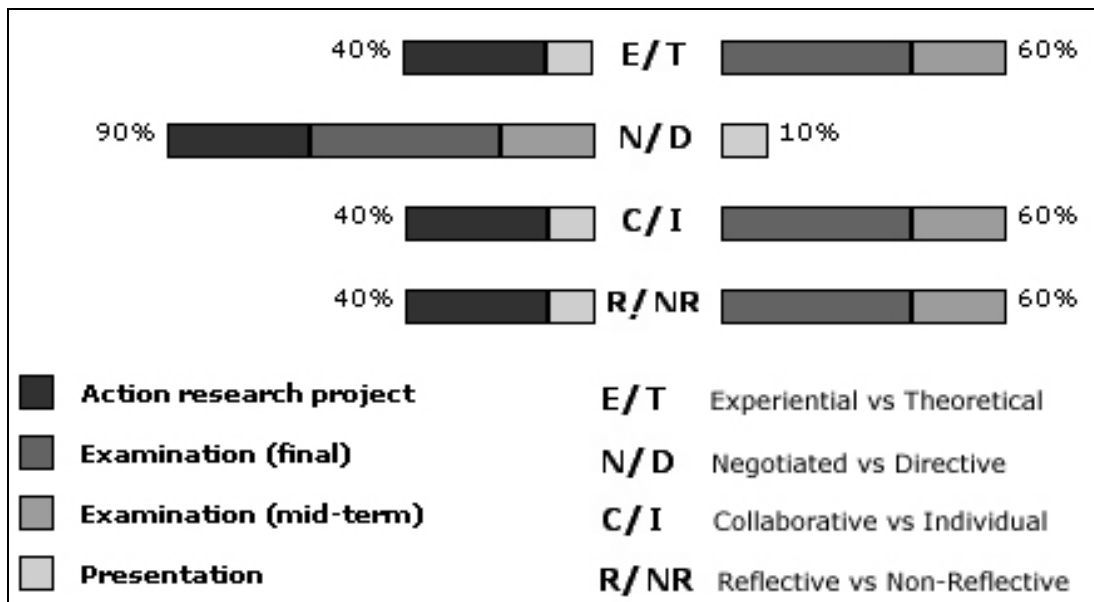 40% E/T 60%
90% N/D 10%
40% C/I 60%
40% R/NR 60%
Action research project E/T Experiential vs Theoretical
Examination (final) N/D Negotiated vs Directive
Examination (mid-term) C/I Collaborative vs Individual
Presentation R/NR Reflective vs Non-Reflective